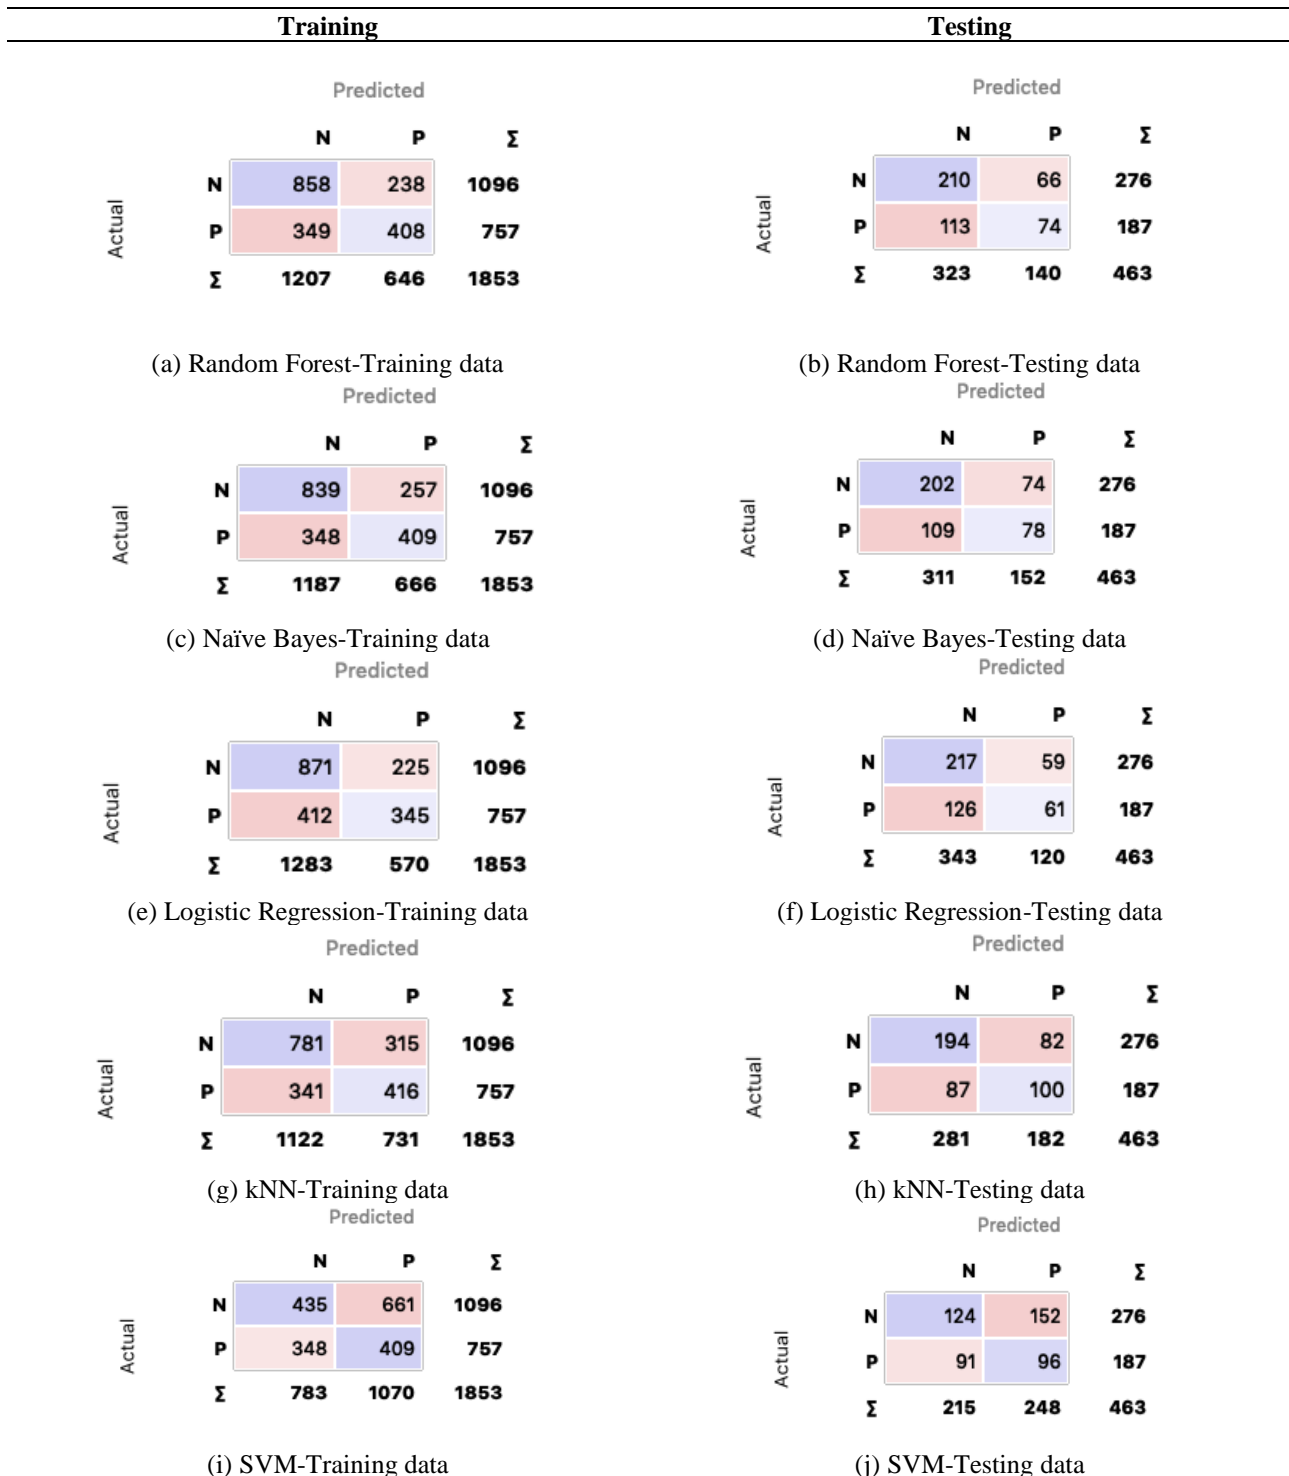 Training Testing
Predicted
N P Σ
Actual
N 858 238 1096
P 349 408 757
Σ 1207 646 1853
Predicted
N P Σ
Actual
N 210 66 276
P 113 74 187
Σ 323 140 463
(a) Random Forest-Training data
(b) Random Forest-Testing data
Predicted
N P Σ
Actual
N 839 257 1096
P 348 409 757
Σ 1187 666 1853
Predicted
N P Σ
Actual
N 202 74 276
P 109 78 187
Σ 311 152 463
(c) Naïve Bayes-Training data
(d) Naïve Bayes-Testing data
Predicted
N P Σ
Actual
N 871 225 1096
P 412 345 757
Σ 1283 570 1853
Predicted
N P Σ
Actual
N 217 59 276
P 126 61 187
Σ 343 120 463
(e) Logistic Regression-Training data
(f) Logistic Regression-Testing data
Predicted
N P Σ
Actual
N 781 315 1096
P 341 416 757
Σ 1122 731 1853
Predicted
N P Σ
Actual
N 194 82 276
P 87 100 187
Σ 281 182 463
(g) kNN-Training data
(h) kNN-Testing data
Predicted
N P Σ
Actual
N 435 661 1096
P 348 409 757
Σ 783 1070 1853
Predicted
N P Σ
Actual
N 124 152 276
P 91 96 187
Σ 215 248 463
(i) SVM-Training data
(j) SVM-Testing data